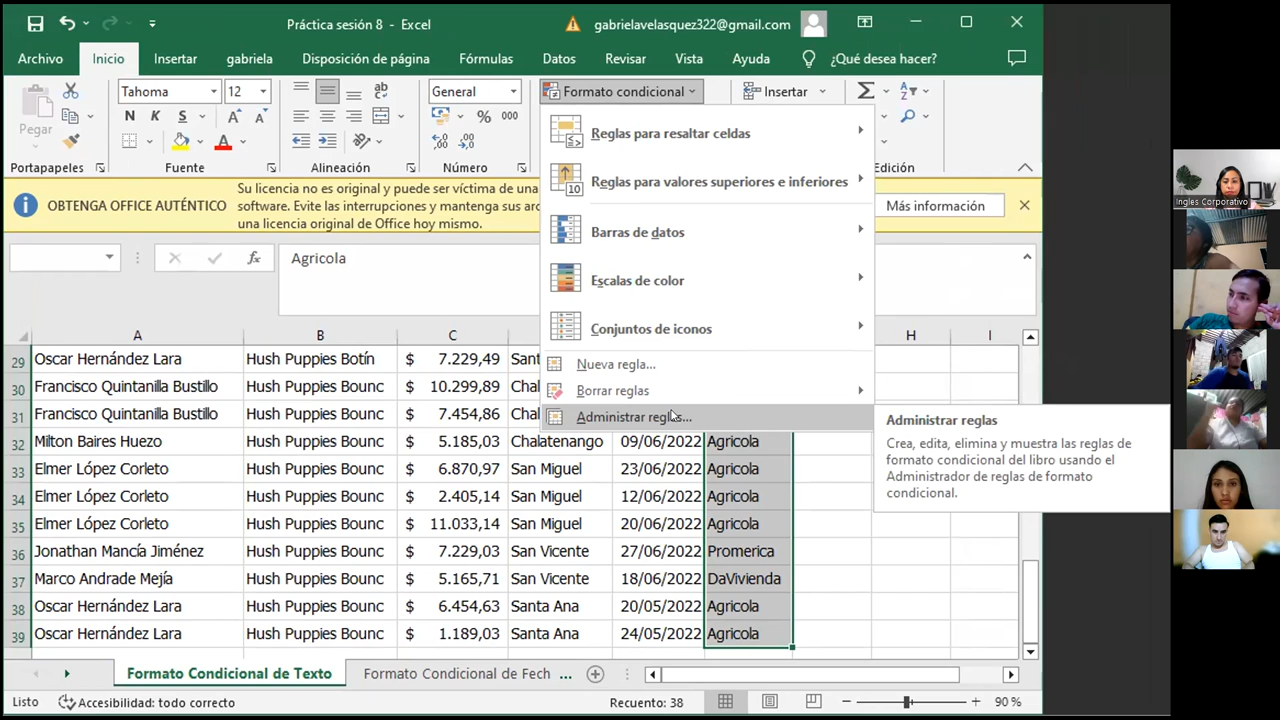 Práctica sesión 8 - Excel
gabrielavelasquez322@gmail.com
Archivo Inicio Insertar gabriela Disposición de página Fórmulas Datos Revisar Vista Ayuda ¿Qué desea hacer?
Pegar
Tahoma 12
N K S
A A
A
ab
General
$ % 000
Formato condicional
Insertar
Portapapeles Fuente Alineación Número
OBTENGA OFFICE AUTÉNTICO
Su licencia no es original y puede ser víctima de una
software. Evite las interrupciones y mantenga sus arc
una licencia original de Office hoy mismo.
Más información
Reglas para resaltar celdas
Reglas para valores superiores e inferiores
Barras de datos
Escalas de color
Conjuntos de iconos
Nueva regla...
Borrar reglas
Administrar reglas...
Administrar reglas
Crea, edita, elimina y muestra las reglas de
formato condicional del libro usando el
Administrador de reglas de formato
condicional.
fx Agricola
A B C H I
29 Oscar Hernández Lara Hush Puppies Botín $ 7.229,49 Sant
30 Francisco Quintanilla Bustillo Hush Puppies Bounc $ 10.299,89 Chal
31 Francisco Quintanilla Bustillo Hush Puppies Bounc $ 7.454,86 Chal
32 Milton Baires Huezo Hush Puppies Bounc $ 5.185,03 Chalatenango 09/06/2022 Agricola
33 Elmer López Corleto Hush Puppies Bounc $ 6.870,97 San Miguel 23/06/2022 Agricola
34 Elmer López Corleto Hush Puppies Bounc $ 2.405,14 San Miguel 12/06/2022 Agricola
35 Elmer López Corleto Hush Puppies Bounc $ 11.033,14 San Miguel 20/06/2022 Agricola
36 Jonathan Mancía Jiménez Hush Puppies Bounc $ 7.229,03 San Vicente 27/06/2022 Promerica
37 Marco Andrade Mejía Hush Puppies Bounc $ 5.165,71 San Vicente 18/06/2022 DaVivienda
38 Oscar Hernández Lara Hush Puppies Bounc $ 6.454,63 Santa Ana 20/05/2022 Agricola
39 Oscar Hernández Lara Hush Puppies Bounc $ 1.189,03 Santa Ana 24/05/2022 Agricola
Formato Condicional de Texto Formato Condicional de Fech ...
Listo Accesibilidad: todo correcto Recuento: 38 90 %
Ingles Corporativo